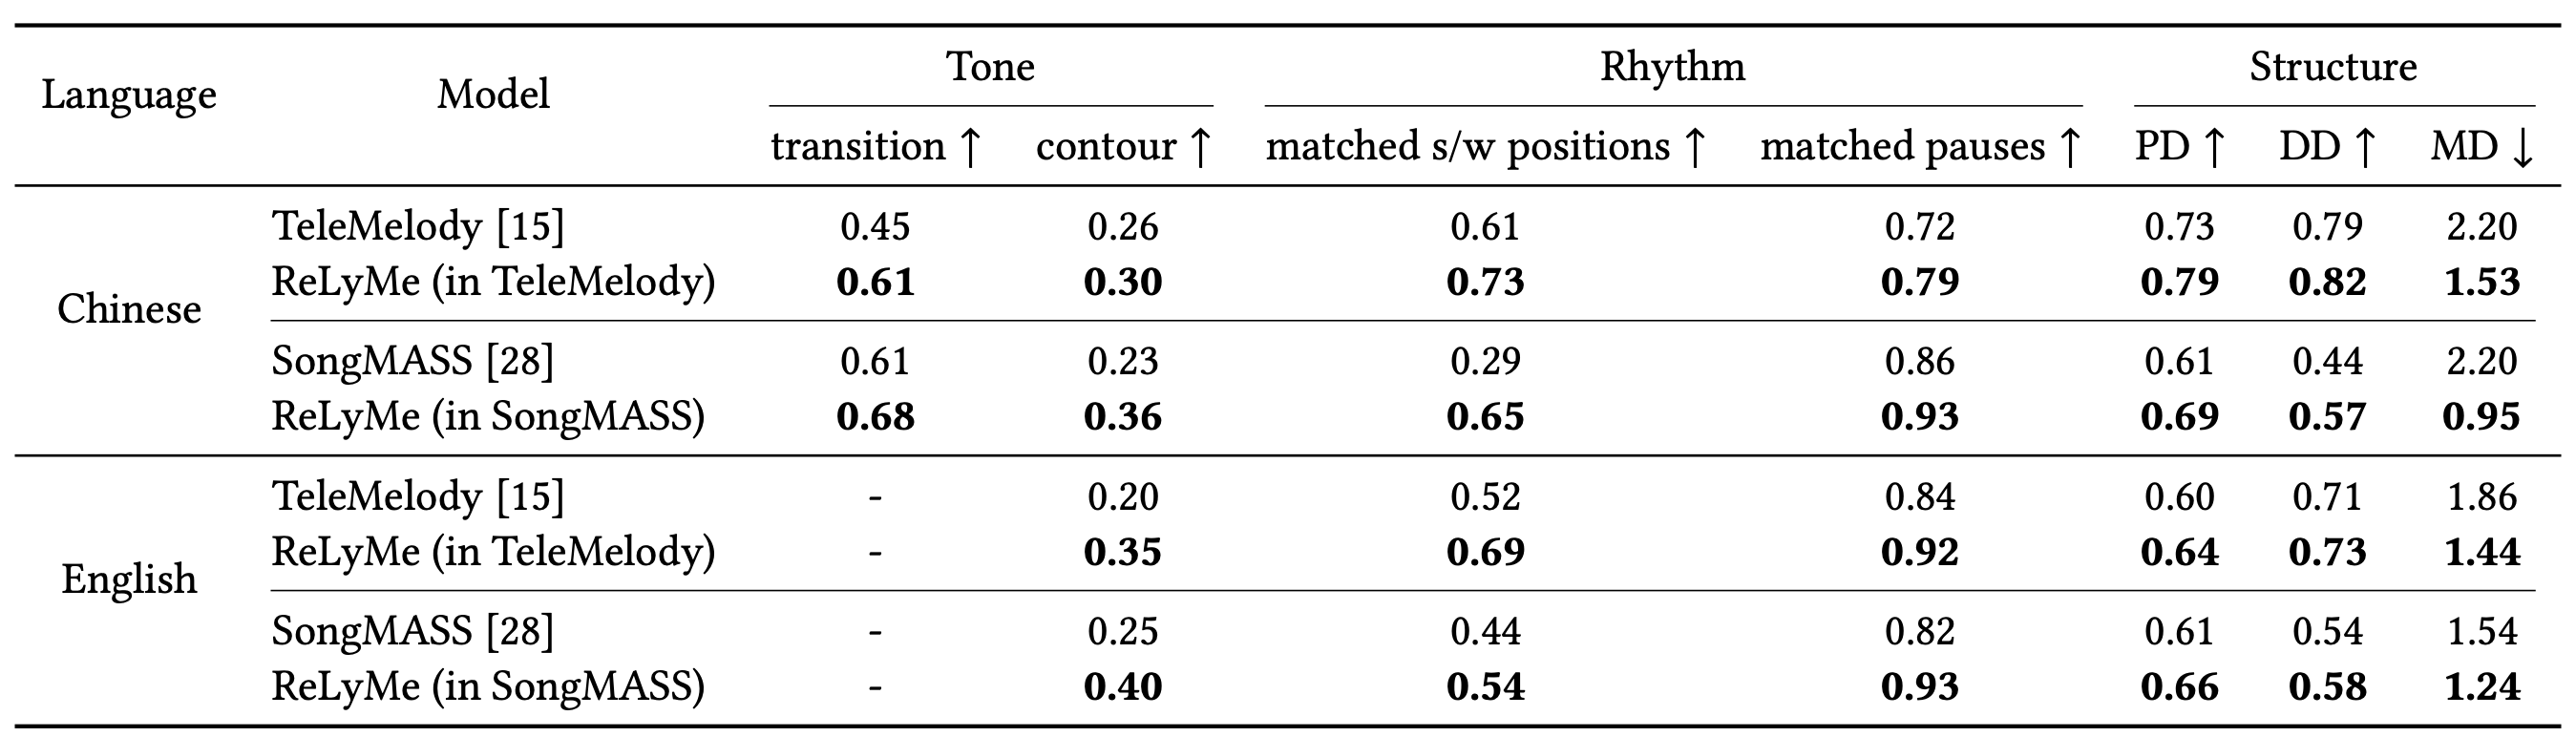 Language Model Tone Rhythm Structure
transition ↑ contour ↑ matched s/w positions ↑ matched pauses ↑ PD ↑ DD ↑ MD ↓
Chinese
TeleMelody [15] 0.45 0.26 0.61 0.72 0.73 0.79 2.20
ReLyMe (in TeleMelody) 0.61 0.30 0.73 0.79 0.79 0.82 1.53
SongMASS [28] 0.61 0.23 0.29 0.86 0.61 0.44 2.20
ReLyMe (in SongMASS) 0.68 0.36 0.65 0.93 0.69 0.57 0.95
English
TeleMelody [15] - 0.20 0.52 0.84 0.60 0.71 1.86
ReLyMe (in TeleMelody) - 0.35 0.69 0.92 0.64 0.73 1.44
SongMASS [28] - 0.25 0.44 0.82 0.61 0.54 1.54
ReLyMe (in SongMASS) - 0.40 0.54 0.93 0.66 0.58 1.24